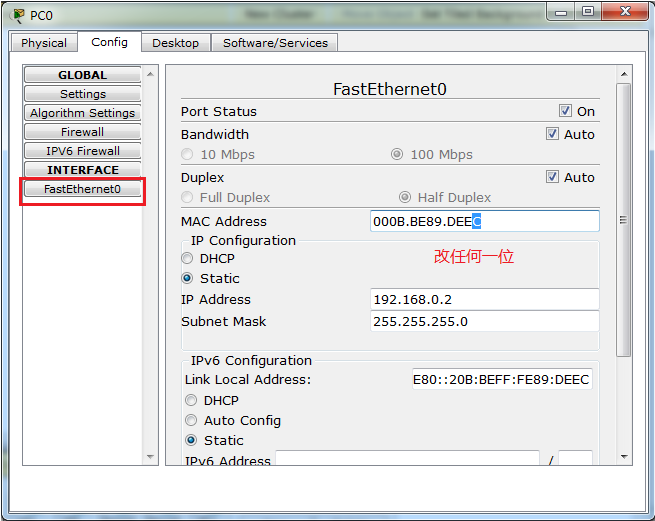 PC0
Physical Config Desktop Software/Services
GLOBAL
Settings
Algorithm Settings
Firewall
IPV6 Firewall
INTERFACE
FastEthernet0
FastEthernet0
Port Status On
Bandwidth Auto
10 Mbps 100 Mbps
Duplex Auto
Full Duplex Half Duplex
MAC Address 000B.BE89.DEEC
IP Configuration
改任何一位
DHCP
Static
IP Address 192.168.0.2
Subnet Mask 255.255.255.0
IPv6 Configuration
Link Local Address: E80::20B:BEFF:FE89:DEEC
DHCP
Auto Config
Static
IPv6 Address /